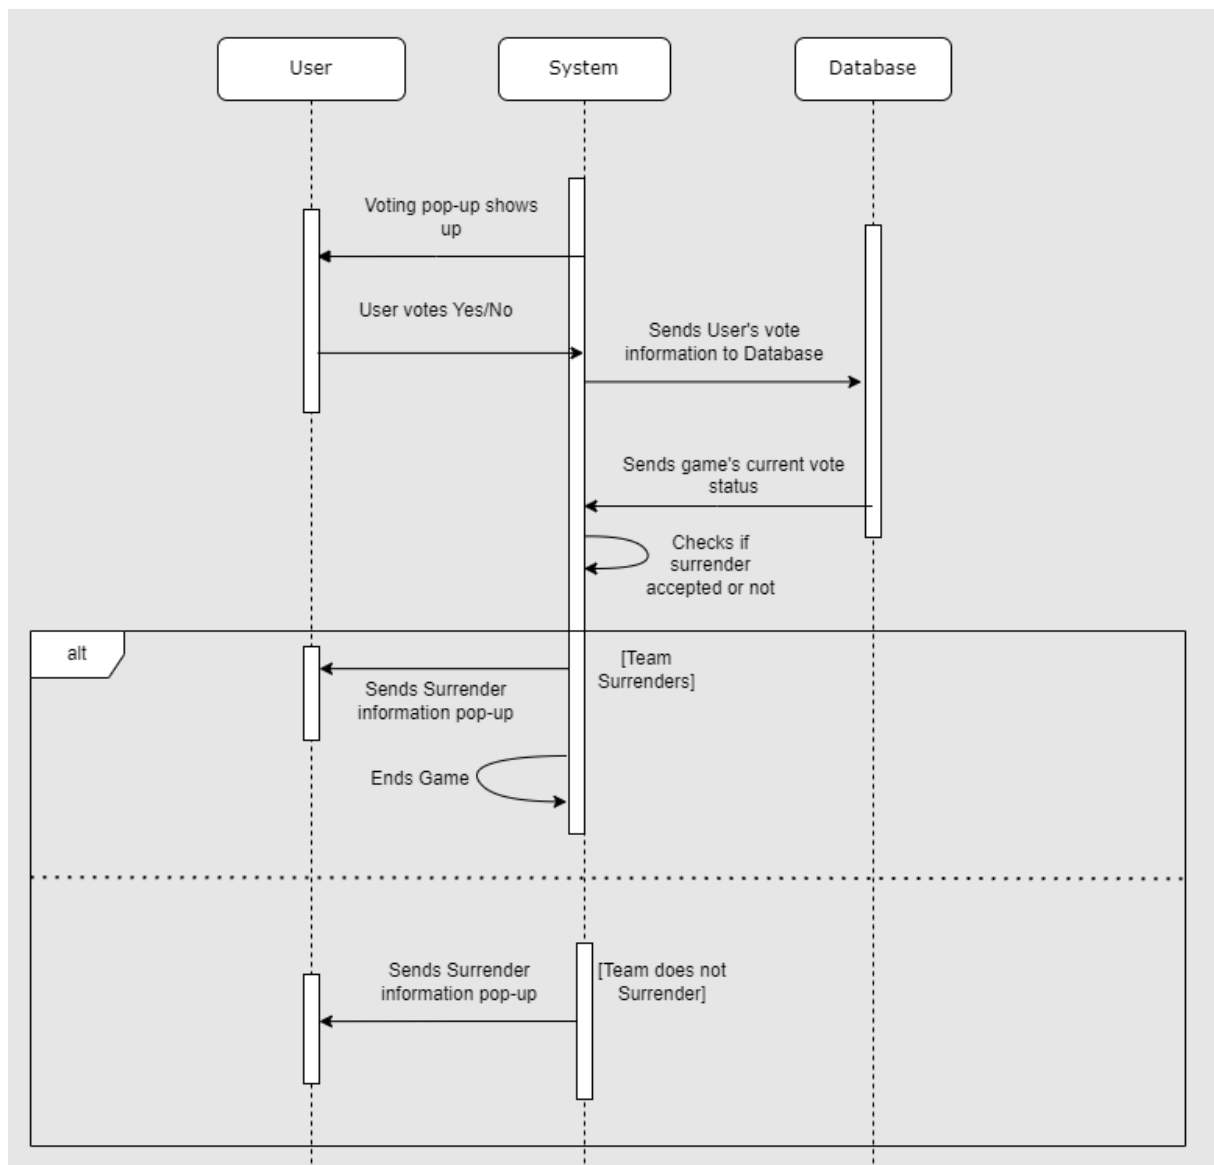 User
System
Database
Voting pop-up shows
up
User votes Yes/No
Sends User's vote
information to Database
Sends game's current vote
status
Checks if
surrender
accepted or not
alt
[Team
Surrenders]
Sends Surrender
information pop-up
Ends Game
Sends Surrender
information pop-up
[Team does not
Surrender]